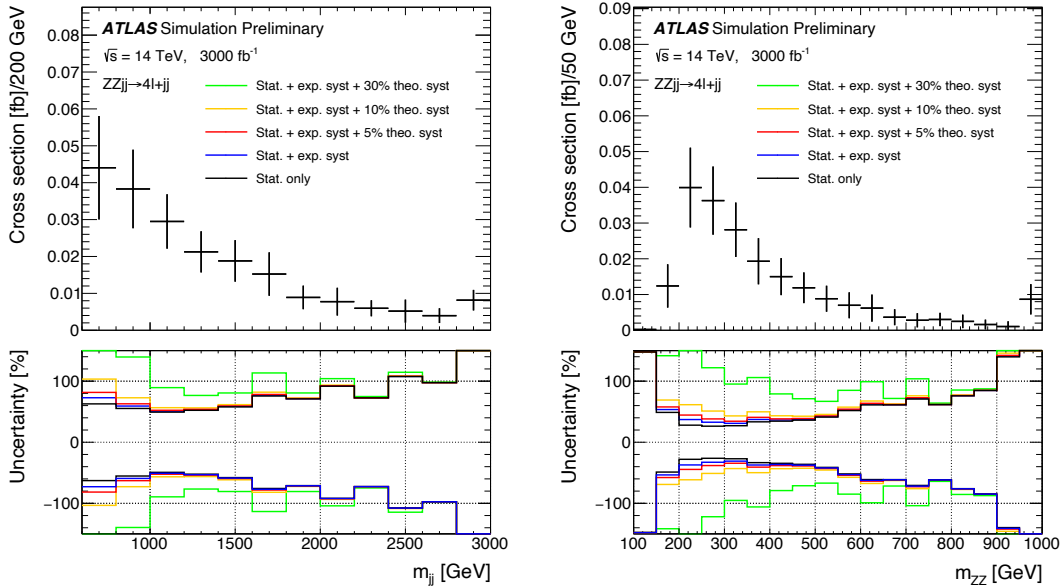 ATLAS Simulation Preliminary
√s = 14 TeV, 3000 fb⁻¹
ZZjj→4l+jj
Stat. + exp. syst + 30% theo. syst
Stat. + exp. syst + 10% theo. syst
Stat. + exp. syst + 5% theo. syst
Stat. + exp. syst
Stat. only
Cross section [fb]/200 GeV
0.08
0.07
0.06
0.05
0.04
0.03
0.02
0.01
0
Uncertainty [%]
100
0
−100
1000 1500 2000 2500 3000
m_jj [GeV]
ATLAS Simulation Preliminary
√s = 14 TeV, 3000 fb⁻¹
ZZjj→4l+jj
Stat. + exp. syst + 30% theo. syst
Stat. + exp. syst + 10% theo. syst
Stat. + exp. syst + 5% theo. syst
Stat. + exp. syst
Stat. only
Cross section [fb]/50 GeV
0.09
0.08
0.07
0.06
0.05
0.04
0.03
0.02
0.01
0
Uncertainty [%]
100
0
−100
100 200 300 400 500 600 700 800 900 1000
m_ZZ [GeV]